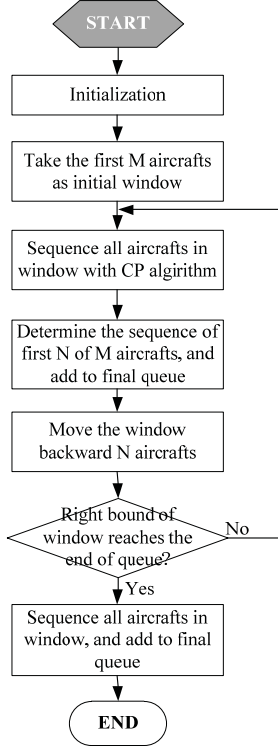 START
Initialization
Take the first M aircrafts
as initial window
Sequence all aircrafts in
window with CP algirithm
Determine the sequence of
first N of M aircrafts, and
add to final queue
Move the window
backward N aircrafts
Right bound of
window reaches the
end of queue?
No
Yes
Sequence all aircrafts in
window, and add to final
queue
END